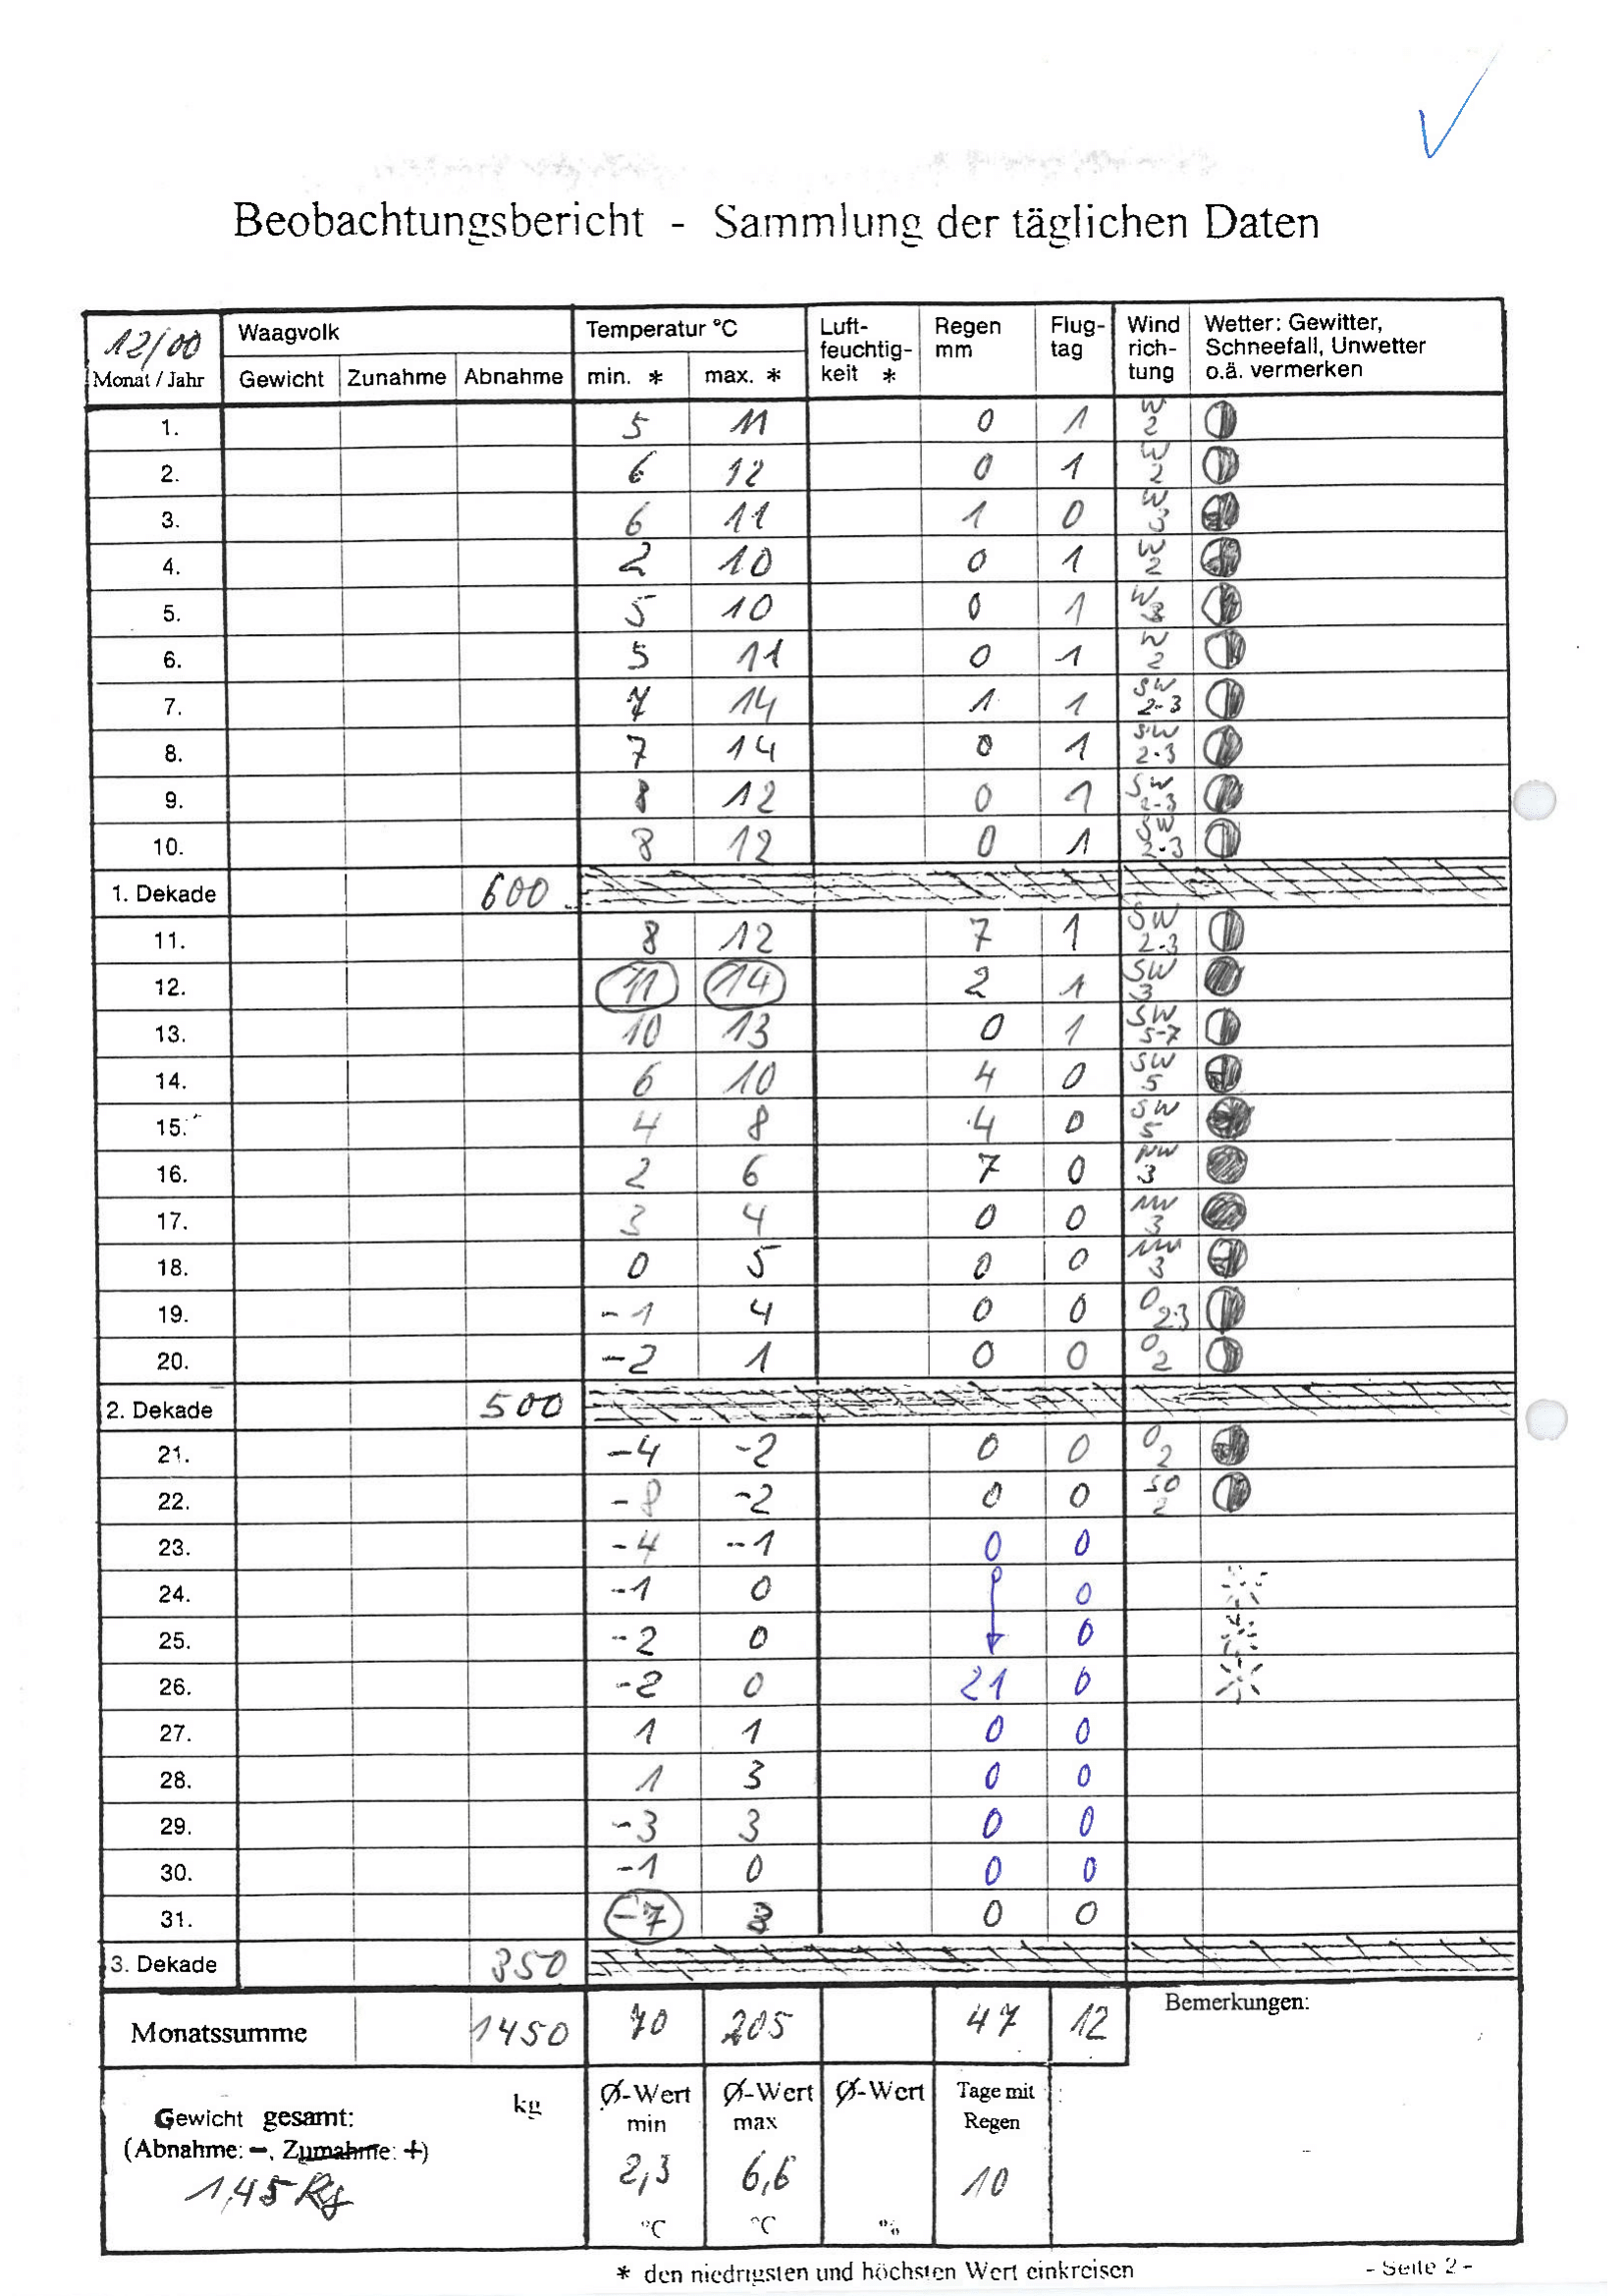 Beobachtungsbericht - Sammlung der täglichen Daten
12/00 Monat / Jahr Waagvolk Temperatur °C Luft-feuchtig-keit * Regen mm Flug-tag Wind rich-tung Wetter: Gewitter, Schneefall, Unwetter o.ä. vermerken
Gewicht Zunahme Abnahme min. * max. *
1. 5 11 0 1 W 2
2. 6 12 0 1 W 2
3. 6 11 1 0 W 3
4. 2 10 0 1 W 2
5. 5 10 0 1 W
6. 5 11 0 1 W 2
7. 7 14 1 1 SW 2-3
8. 7 14 0 1 SW 2-3
9. 8 12 0 1 SW 2-3
10. 8 12 0 1 SW 2-3
1. Dekade 600
11. 8 12 7 1 SW 2-3
12. 11 14 2 1 SW 3
13. 10 13 0 1 SW 5-7
14. 6 10 4 0 SW 5
15. 4 8 4 0 SW 5
16. 2 6 7 0 NW 3
17. 3 4 0 0 NW 3
18. 0 5 0 0 NW 3
19. -1 4 0 0 O 2-3
20. -2 1 0 0 O 2
2. Dekade 500
21. -4 -2 0 0 O 2
22. -8 -2 0 0 SO 2
23. -4 -1 0 0
24. -1 0 0
25. -2 0 0
26. -2 0 21 0
27. 1 1 0 0
28. 1 3 0 0
29. -3 3 0 0
30. -1 0 0 0
31. -7 3 0 0
3. Dekade 350
Monatssumme 1450 70 205 47 12 Bemerkungen:
Gewicht gesamt: kg Ø-Wert min Ø-Wert max Ø-Wert Tage mit Regen
(Abnahme: -, Zunahme: +)
1,45 Kg 2,3 6,6 10
°C °C %
* den niedrigsten und höchsten Wert einkreisen - Seite 2 -